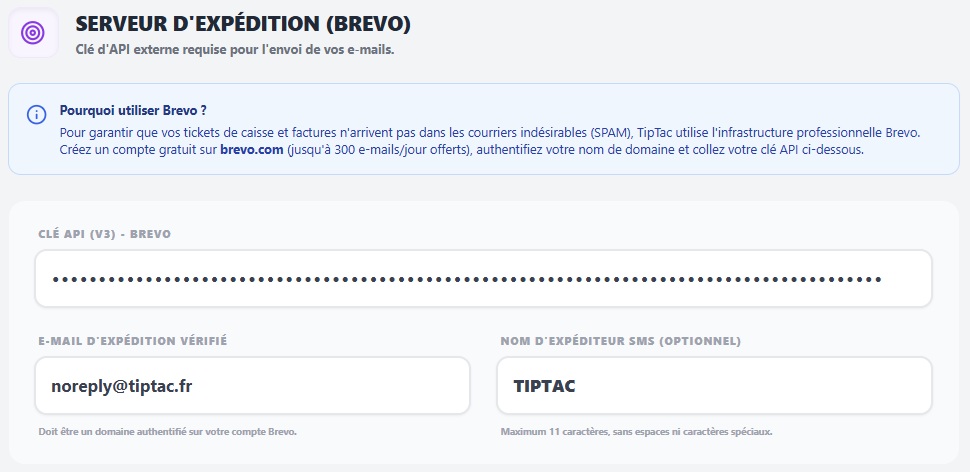 SERVEUR D'EXPÉDITION (BREVO)
Clé d'API externe requise pour l'envoi de vos e-mails.
Pourquoi utiliser Brevo ?
Pour garantir que vos tickets de caisse et factures n'arrivent pas dans les courriers indésirables (SPAM), TipTac utilise l'infrastructure professionnelle Brevo.
Créez un compte gratuit sur brevo.com (jusqu'à 300 e-mails/jour offerts), authentifiez votre nom de domaine et collez votre clé API ci-dessous.
CLÉ API (V3) - BREVO
E-MAIL D'EXPÉDITION VÉRIFIÉ
NOM D'EXPÉDITEUR SMS (OPTIONNEL)
noreply@tiptac.fr
TIPTAC
Doit être un domaine authentifié sur votre compte Brevo.
Maximum 11 caractères, sans espaces ni caractères spéciaux.